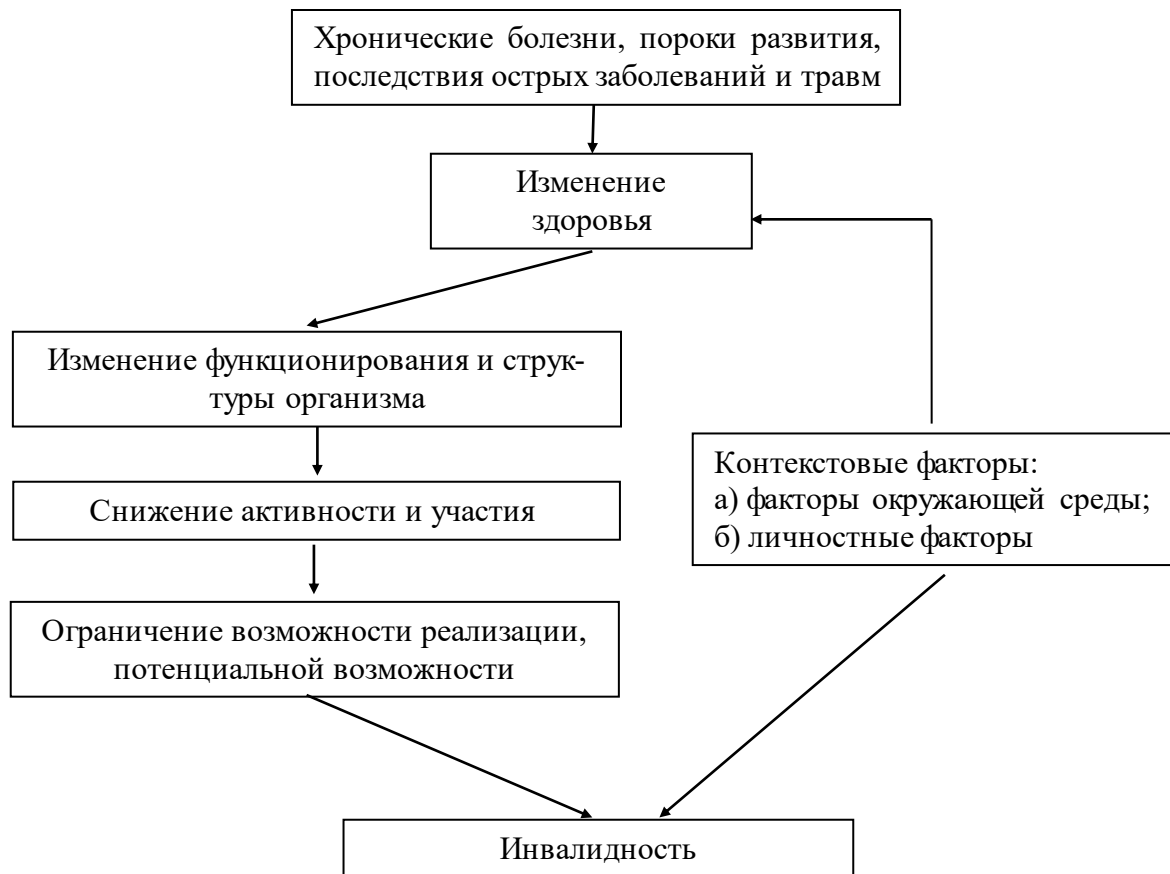 Хронические болезни, пороки развития,
последствия острых заболеваний и травм
Изменение
здоровья
Изменение функционирования и струк-
туры организма
Снижение активности и участия
Ограничение возможности реализации,
потенциальной возможности
Контекстовые факторы:
а) факторы окружающей среды;
б) личностные факторы
Инвалидность